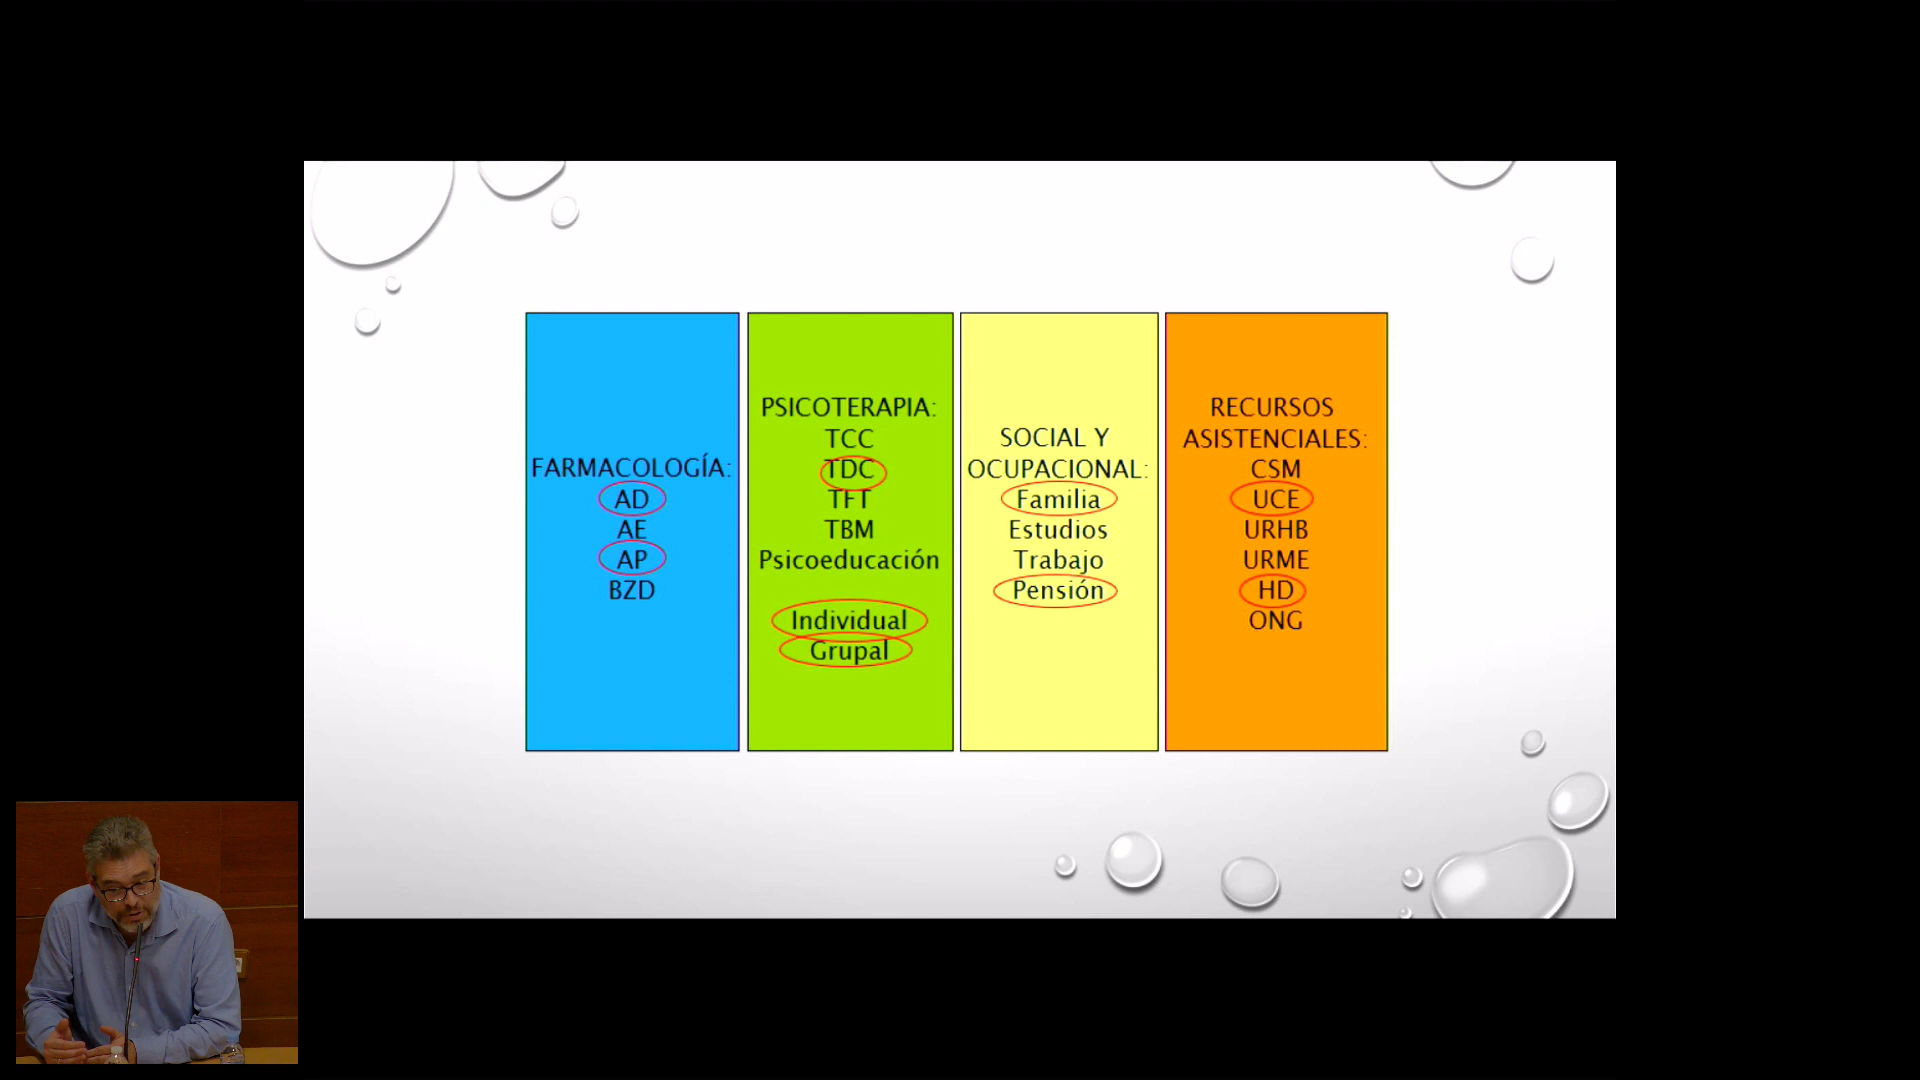 FARMACOLOGÍA:
AD
AE
AP
BZD
PSICOTERAPIA:
TCC
TDC
TFT
TBM
Psicoeducación
Individual
Grupal
SOCIAL Y
OCUPACIONAL:
Familia
Estudios
Trabajo
Pensión
RECURSOS
ASISTENCIALES:
CSM
UCE
URHB
URME
HD
ONG